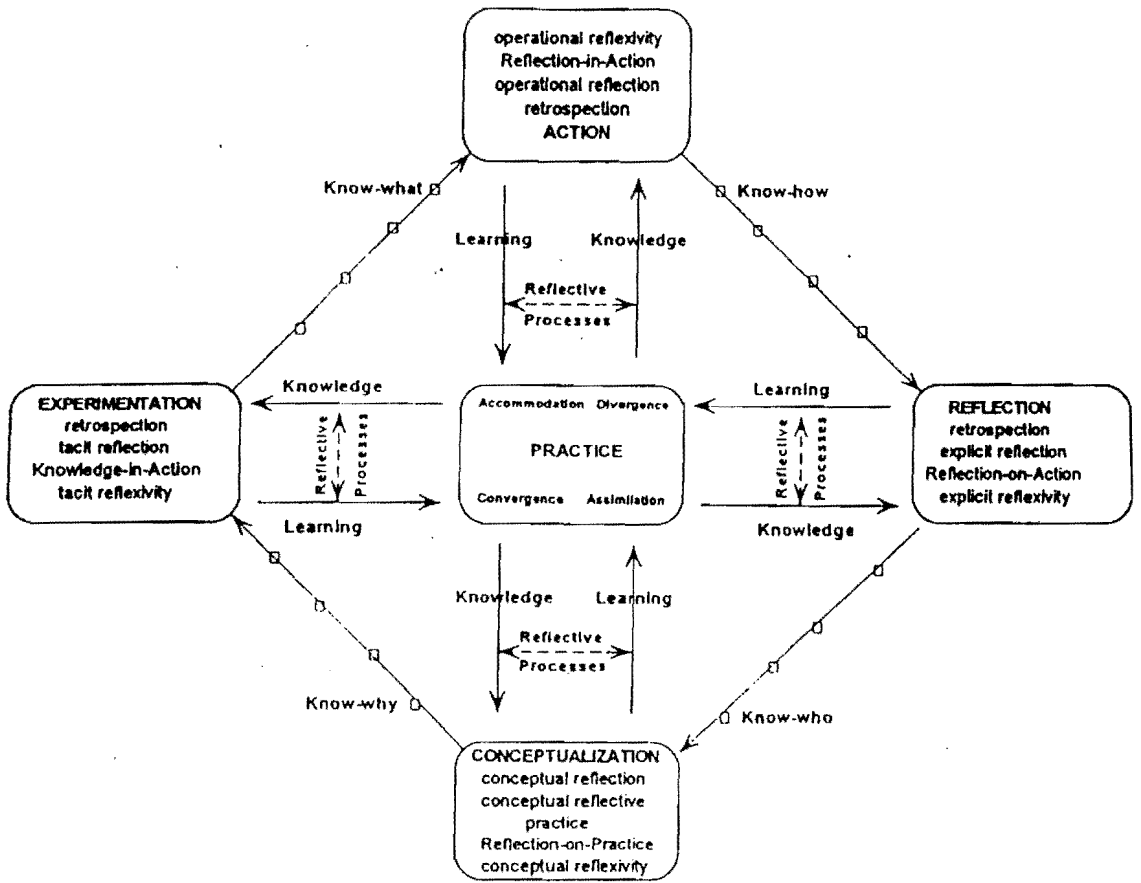 operational reflexivity
Reflection-in-Action
operational reflection
retrospection
ACTION
Know-what
Know-how
Learning
Knowledge
Reflective
Processes
Knowledge
Learning
EXPERIMENTATION
retrospection
tacit reflection
Knowledge-in-Action
tacit reflexivity
Reflective
Processes
Accommodation Divergence
PRACTICE
Convergence Assimilation
Reflective
Processes
REFLECTION
retrospection
explicit reflection
Reflection-on-Action
explicit reflexivity
Learning
Knowledge
Knowledge
Learning
Reflective
Processes
Know-why
Know-who
CONCEPTUALIZATION
conceptual reflection
conceptual reflective
practice
Reflection-on-Practice
conceptual reflexivity